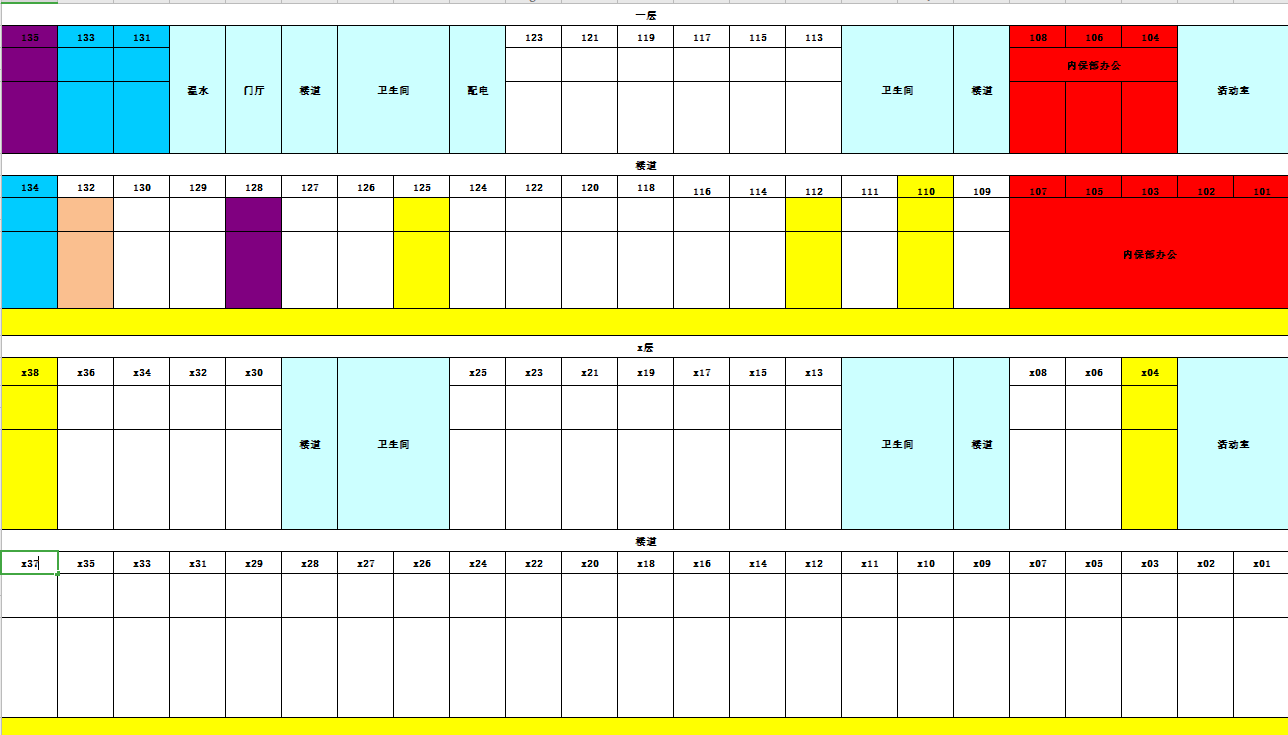 一层
135 133 131 123 121 119 117 115 113 108 106 104
内保部办公
温水 门厅 楼道 卫生间 配电 卫生间 楼道 活动室
楼道
134 132 130 129 128 127 126 125 124 122 120 118 116 114 112 111 110 109 107 105 103 102 101
内保部办公
x层
x38 x36 x34 x32 x30 x25 x23 x21 x19 x17 x15 x13 x08 x06 x04
楼道 卫生间 卫生间 楼道 活动室
楼道
x37 x35 x33 x31 x29 x28 x27 x26 x24 x22 x20 x18 x16 x14 x12 x11 x10 x09 x07 x05 x03 x02 x01